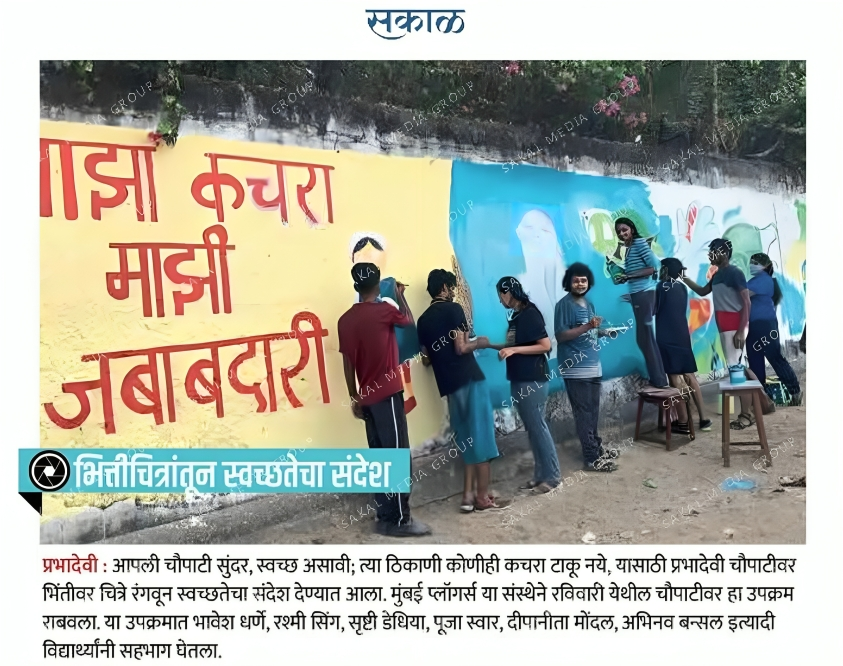 सकाळ
माझा कचरा
माझी
जबाबदारी
भित्तीचित्रांतून स्वच्छतेचा संदेश
प्रभादेवी : आपली चौपाटी सुंदर, स्वच्छ असावी; त्या ठिकाणी कोणीही कचरा टाकू नये, यासाठी प्रभादेवी चौपाटीवर
भिंतीवर चित्रे रंगवून स्वच्छतेचा संदेश देण्यात आला. मुंबई प्लॉगर्स या संस्थेने रविवारी येथील चौपाटीवर हा उपक्रम
राबवला. या उपक्रमात भावेश धर्णे, रश्मी सिंग, सृष्टी डेधिया, पूजा स्वार, दीपानीता मोंदल, अभिनव बन्सल इत्यादी
विद्यार्थ्यांनी सहभाग घेतला.
SAKAL MEDIA GROUP